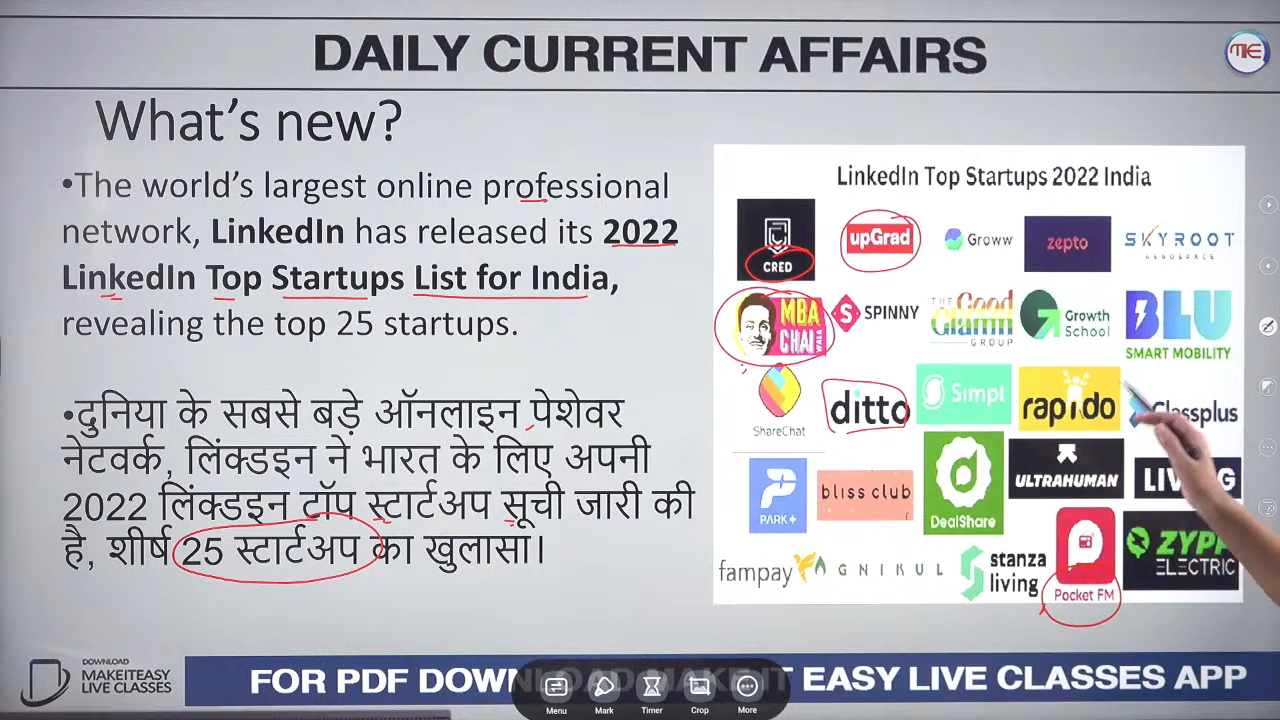 DAILY CURRENT AFFAIRS
What's new?
•The world's largest online professional
network, LinkedIn has released its 2022
LinkedIn Top Startups List for India,
revealing the top 25 startups.
•दुनिया के सबसे बड़े ऑनलाइन पेशेवर
नेटवर्क, लिंक्डइन ने भारत के लिए अपनी
2022 लिंक्डइन टॉप स्टार्टअप सूची जारी की
है, शीर्ष 25 स्टार्टअप का खुलासा।
LinkedIn Top Startups 2022 India
CRED
upGrad
Groww
zepto
SKYROOT
AEROSPACE
MBA
CHAI
WALA
SPINNY
THE
Good
Glamm
GROUP
Growth
School
BLU
SMART MOBILITY
ShareChat
ditto
Simpl
rapido
Classplus
PARK+
bliss club
DealShare
ULTRAHUMAN
fampay
AGNIKUL
stanza
living
Pocket FM
ELECTRIC
DOWNLOAD
MAKEITEASY
LIVE CLASSES
FOR PDF DOWNLOAD MAKE IT EASY LIVE CLASSES APP
Menu
Mark
Timer
Crop
More